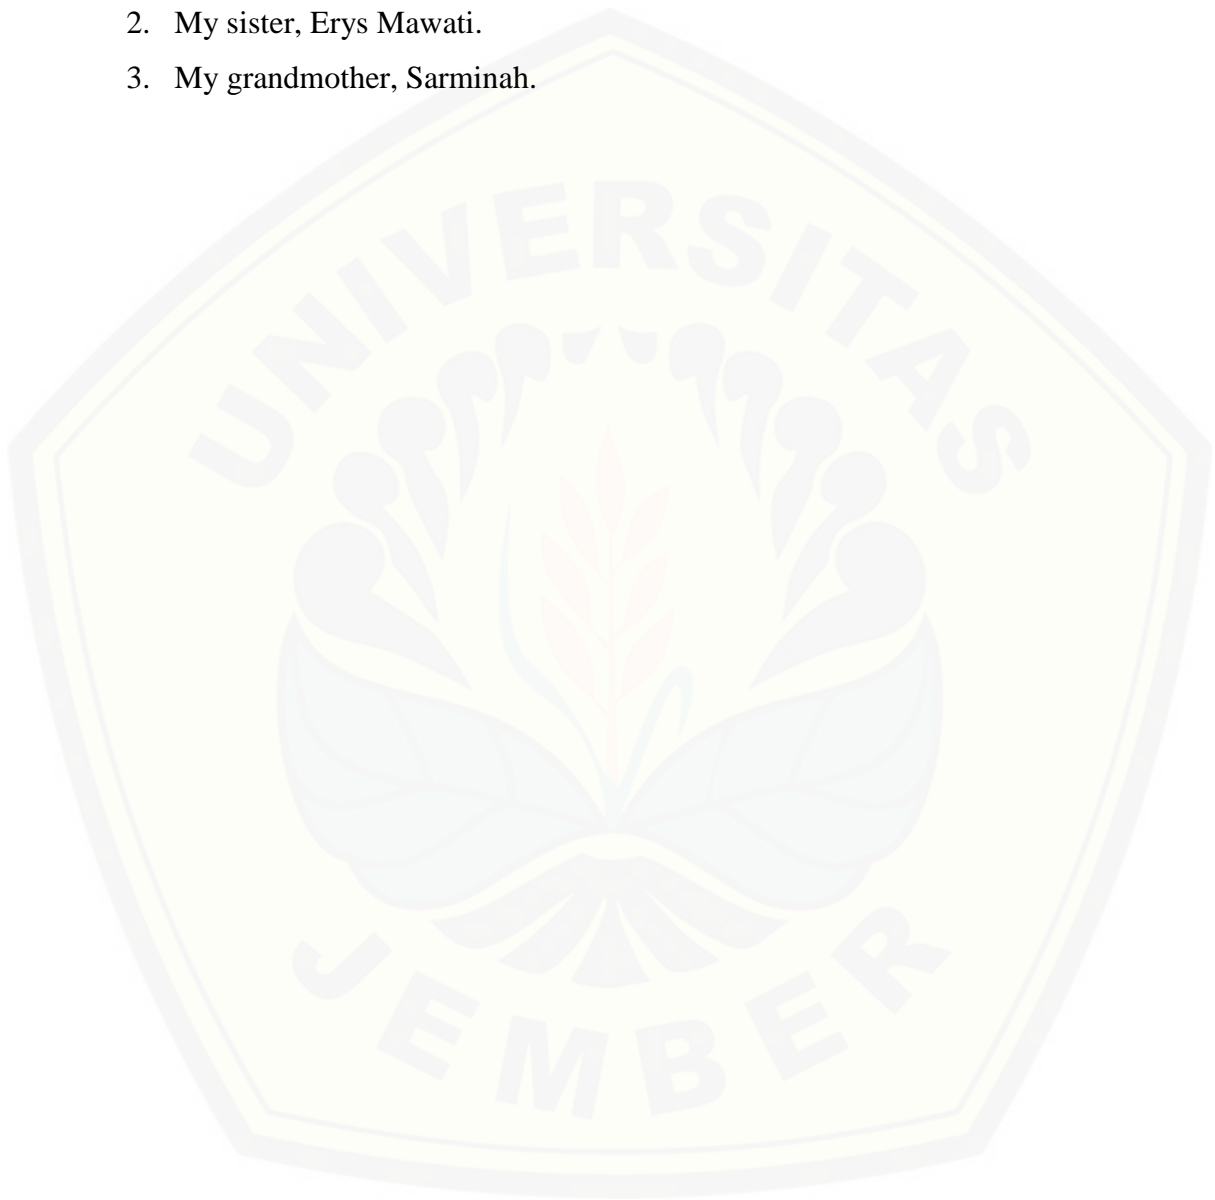 2. My sister, Erys Mawati.
3. My grandmother, Sarminah.
UNIVERSITAS
JEMBER